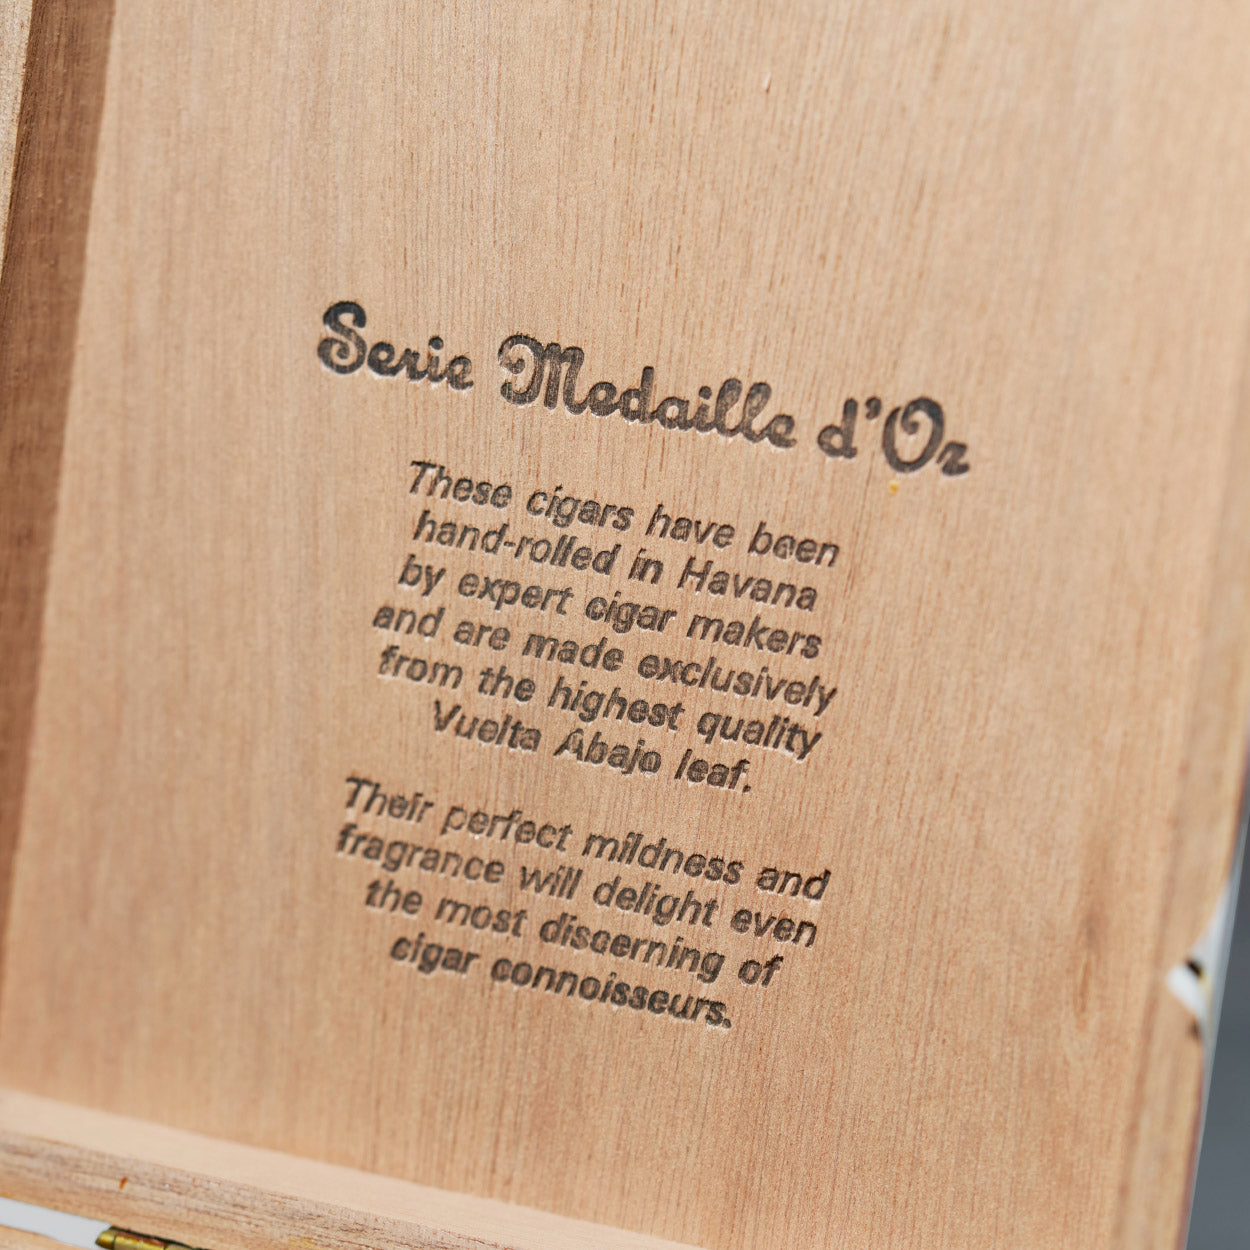 Serie Medaille d'Or
These cigars have been
hand-rolled in Havana
by expert cigar makers
and are made exclusively
from the highest quality
Vuelta Abajo leaf.
Their perfect mildness and
fragrance will delight even
the most discerning of
cigar connoisseurs.